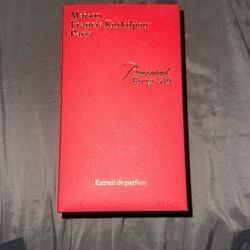 Maison
Francis Kurkdjian
Paris
Baccarat
Rouge 540
Extrait de parfum